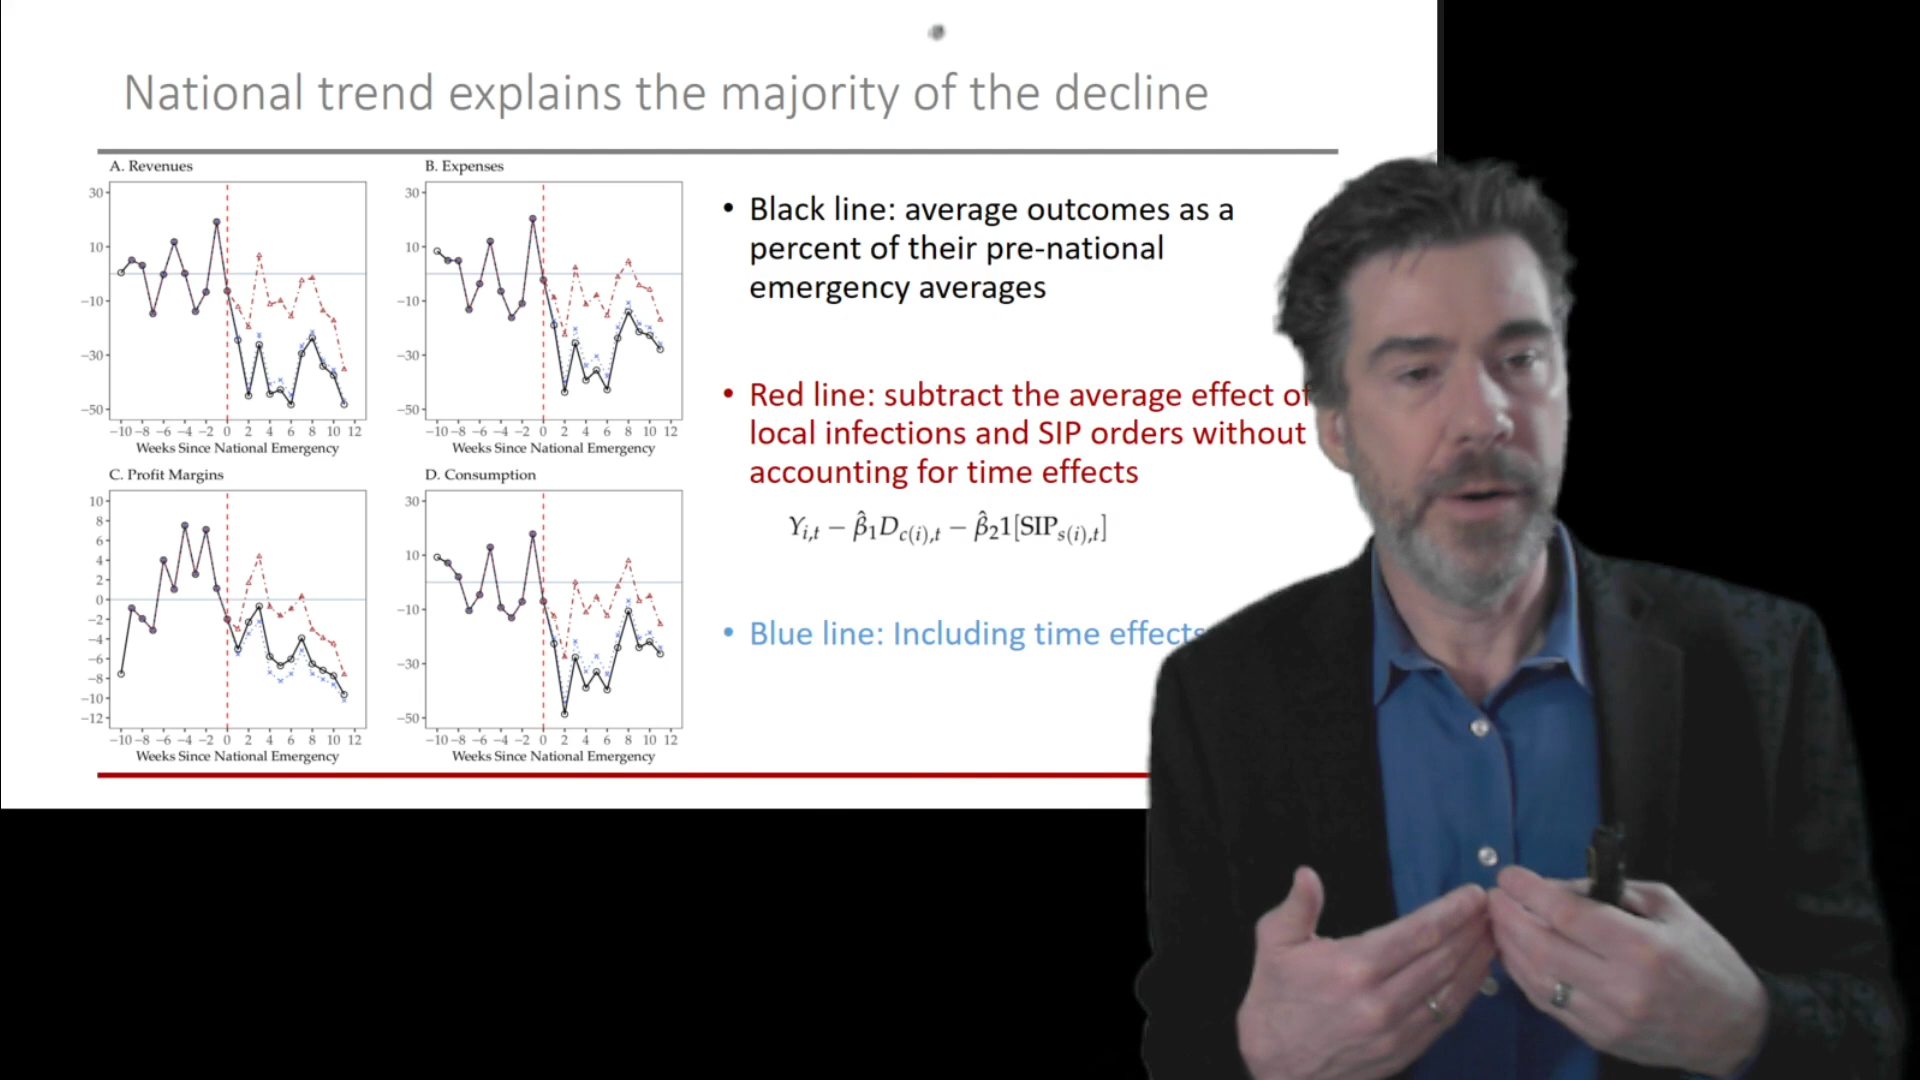 National trend explains the majority of the decline
A. Revenues
30
10
−10
−30
−50
−10 −8 −6 −4 −2 0 2 4 6 8 10 12
Weeks Since National Emergency
B. Expenses
30
10
−10
−30
−50
−10 −8 −6 −4 −2 0 2 4 6 8 10 12
Weeks Since National Emergency
C. Profit Margins
10
8
6
4
2
0
−2
−4
−6
−8
−10
−12
−10 −8 −6 −4 −2 0 2 4 6 8 10 12
Weeks Since National Emergency
D. Consumption
30
10
−10
−30
−50
−10 −8 −6 −4 −2 0 2 4 6 8 10 12
Weeks Since National Emergency
• Black line: average outcomes as a
percent of their pre-national
emergency averages
• Red line: subtract the average effect of
local infections and SIP orders without
accounting for time effects
Y_{i,t} − β̂_1 D_{c(i),t} − β̂_2 1[SIP_{s(i),t}]
• Blue line: Including time effects